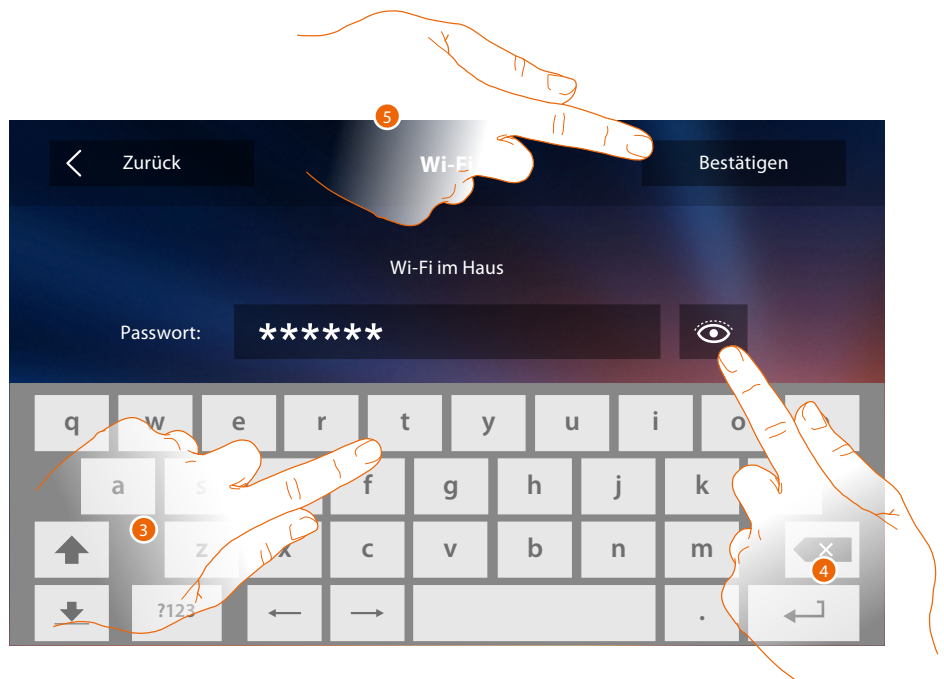 5
Zurück
Wi-Fi
Bestätigen
Wi-Fi im Haus
Passwort:
******
q w e r t y u i o
a s f g h j k
3
z x c v b n m
4
?123
.